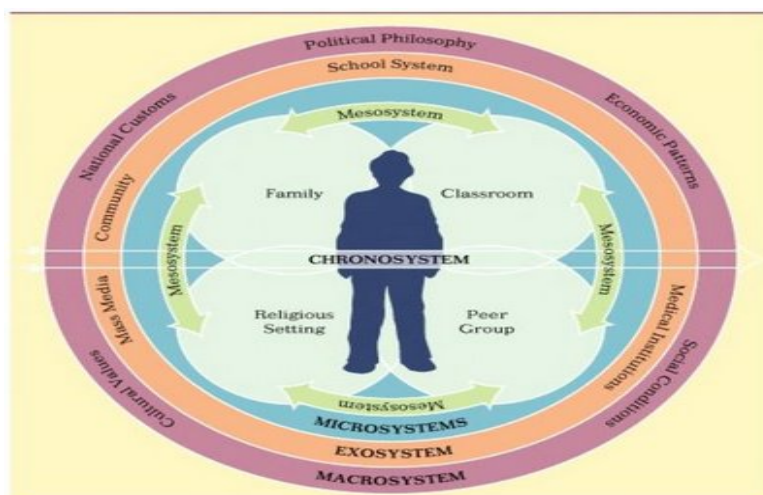 Political Philosophy
School System
National Customs
Economic Patterns
Mesosystem
Community
Family
Classroom
Mesosystem
Mesosystem
CHRONOSYSTEM
Mass Media
Religious
Setting
Peer
Group
Medical Institutions
Cultural Values
Social Conditions
Mesosystem
MICROSYSTEMS
EXOSYSTEM
MACROSYSTEM